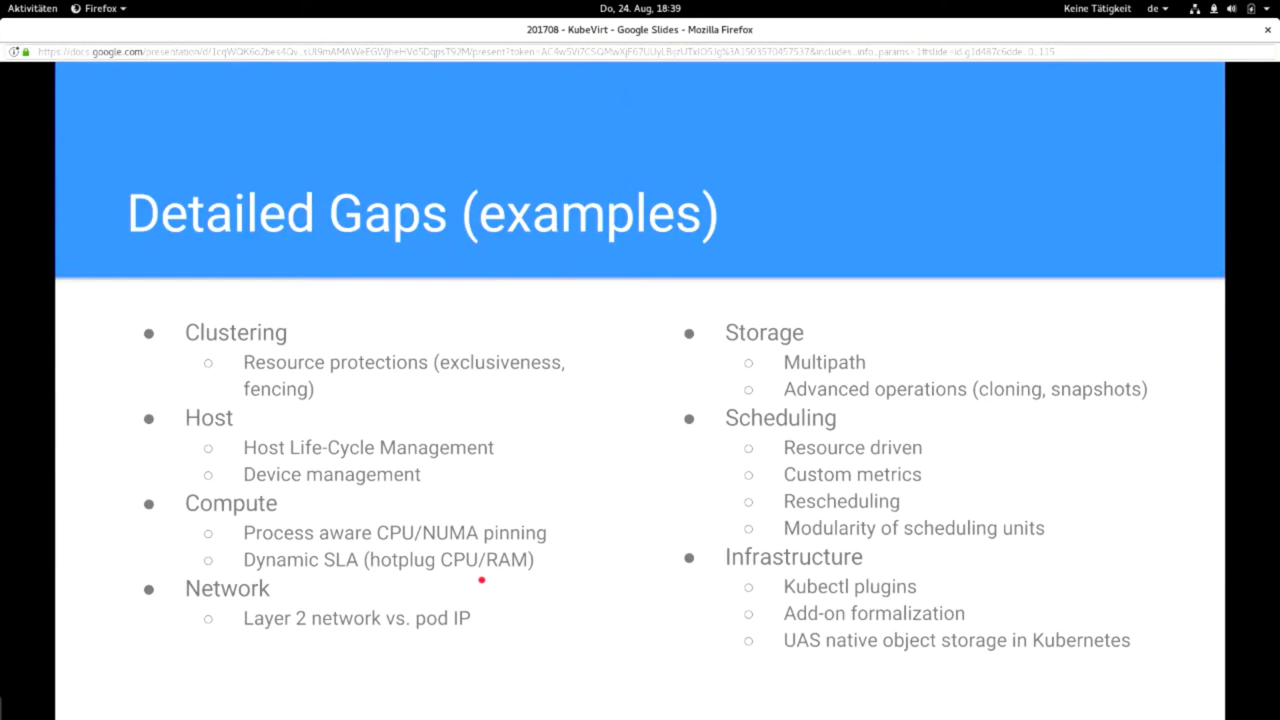 Aktivitäten
Firefox
Do, 24. Aug, 18:39
Keine Tätigkeit
de
201708 - KubeVirt - Google Slides - Mozilla Firefox
Detailed Gaps (examples)
Clustering
Resource protections (exclusiveness,
fencing)
Host
Host Life-Cycle Management
Device management
Compute
Process aware CPU/NUMA pinning
Dynamic SLA (hotplug CPU/RAM)
Network
Layer 2 network vs. pod IP
Storage
Multipath
Advanced operations (cloning, snapshots)
Scheduling
Resource driven
Custom metrics
Rescheduling
Modularity of scheduling units
Infrastructure
Kubectl plugins
Add-on formalization
UAS native object storage in Kubernetes